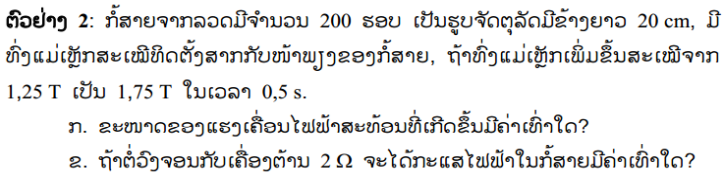 ຕົວຢ່າງ 2: ກໍ້ສາຍຈາກລວດມີຈຳນວນ 200 ຮອບ ເປັນຮູບຈັດຕຸລັດມີຂ້າງຍາວ 20 cm, ມີ
ທົ່ງແມ່ເຫຼັກສະເໝີທິດຕັ້ງສາກກັບໜ້າພຽງຂອງກໍ້ສາຍ, ຖ້າທົ່ງແມ່ເຫຼັກເພີ່ມຂຶ້ນສະເໝີຈາກ
1,25 T ເປັນ 1,75 T ໃນເວລາ 0,5 s.
ກ. ຂະໜາດຂອງແຮງເຄື່ອນໄຟຟ້າສະທ້ອນທີ່ເກີດຂຶ້ນມີຄ່າເທົ່າໃດ?
ຂ. ຖ້າຕໍ່ວົງຈອນກັບເຄື່ອງຕ້ານ 2 Ω ຈະໄດ້ກະແສໄຟຟ້າໃນກໍ້ສາຍມີຄ່າເທົ່າໃດ?